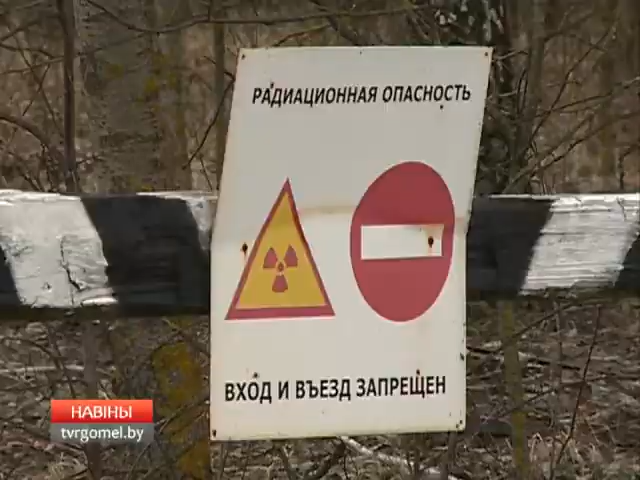 РАДИАЦИОННАЯ ОПАСНОСТЬ
ВХОД И ВЪЕЗД ЗАПРЕЩЕН
НАВІНЫ
tvrgomel.by